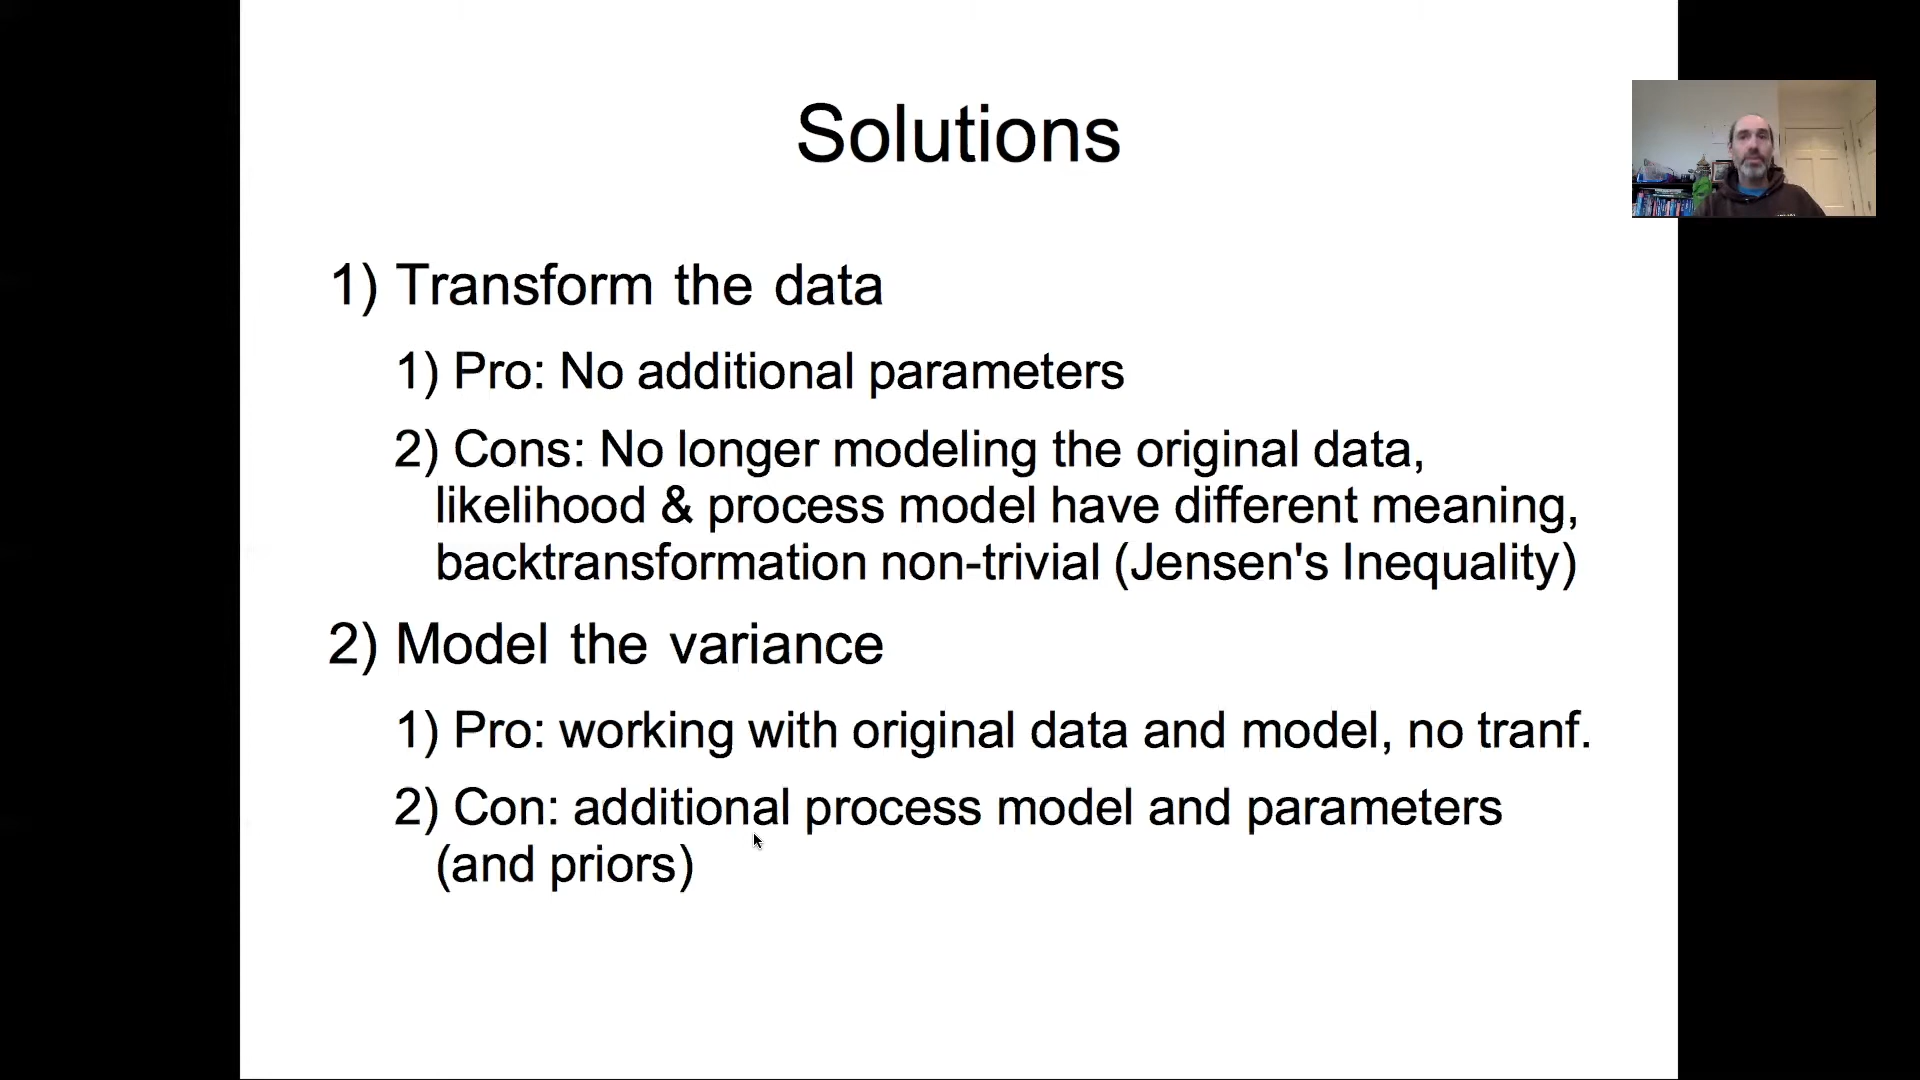 Solutions
1) Transform the data
1) Pro: No additional parameters
2) Cons: No longer modeling the original data,
likelihood & process model have different meaning,
backtransformation non-trivial (Jensen's Inequality)
2) Model the variance
1) Pro: working with original data and model, no tranf.
2) Con: additional process model and parameters
(and priors)